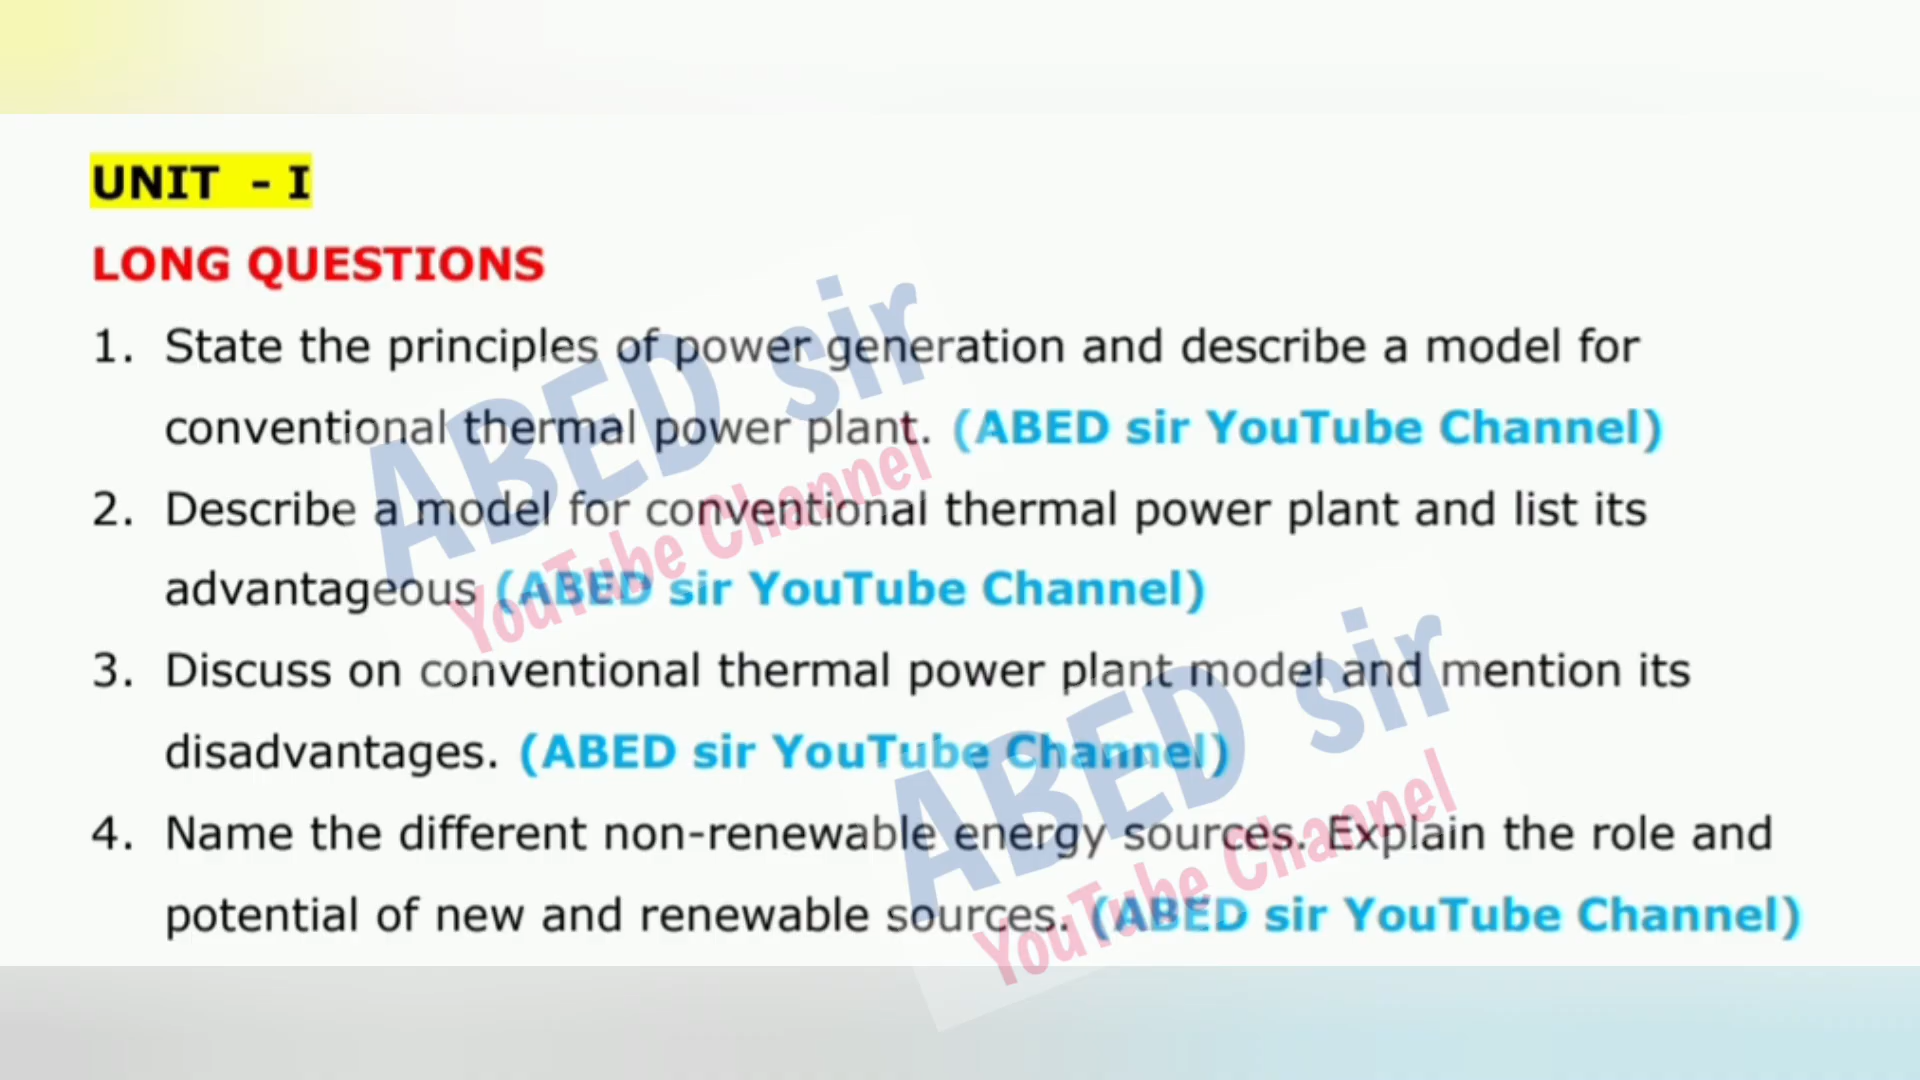 UNIT - I
LONG QUESTIONS
1. State the principles of power generation and describe a model for
conventional thermal power plant. (ABED sir YouTube Channel)
2. Describe a model for conventional thermal power plant and list its
advantageous (ABED sir YouTube Channel)
3. Discuss on conventional thermal power plant model and mention its
disadvantages. (ABED sir YouTube Channel)
4. Name the different non-renewable energy sources. Explain the role and
potential of new and renewable sources. (ABED sir YouTube Channel)
ABED sir
YouTube Channel
ABED sir
YouTube Channel